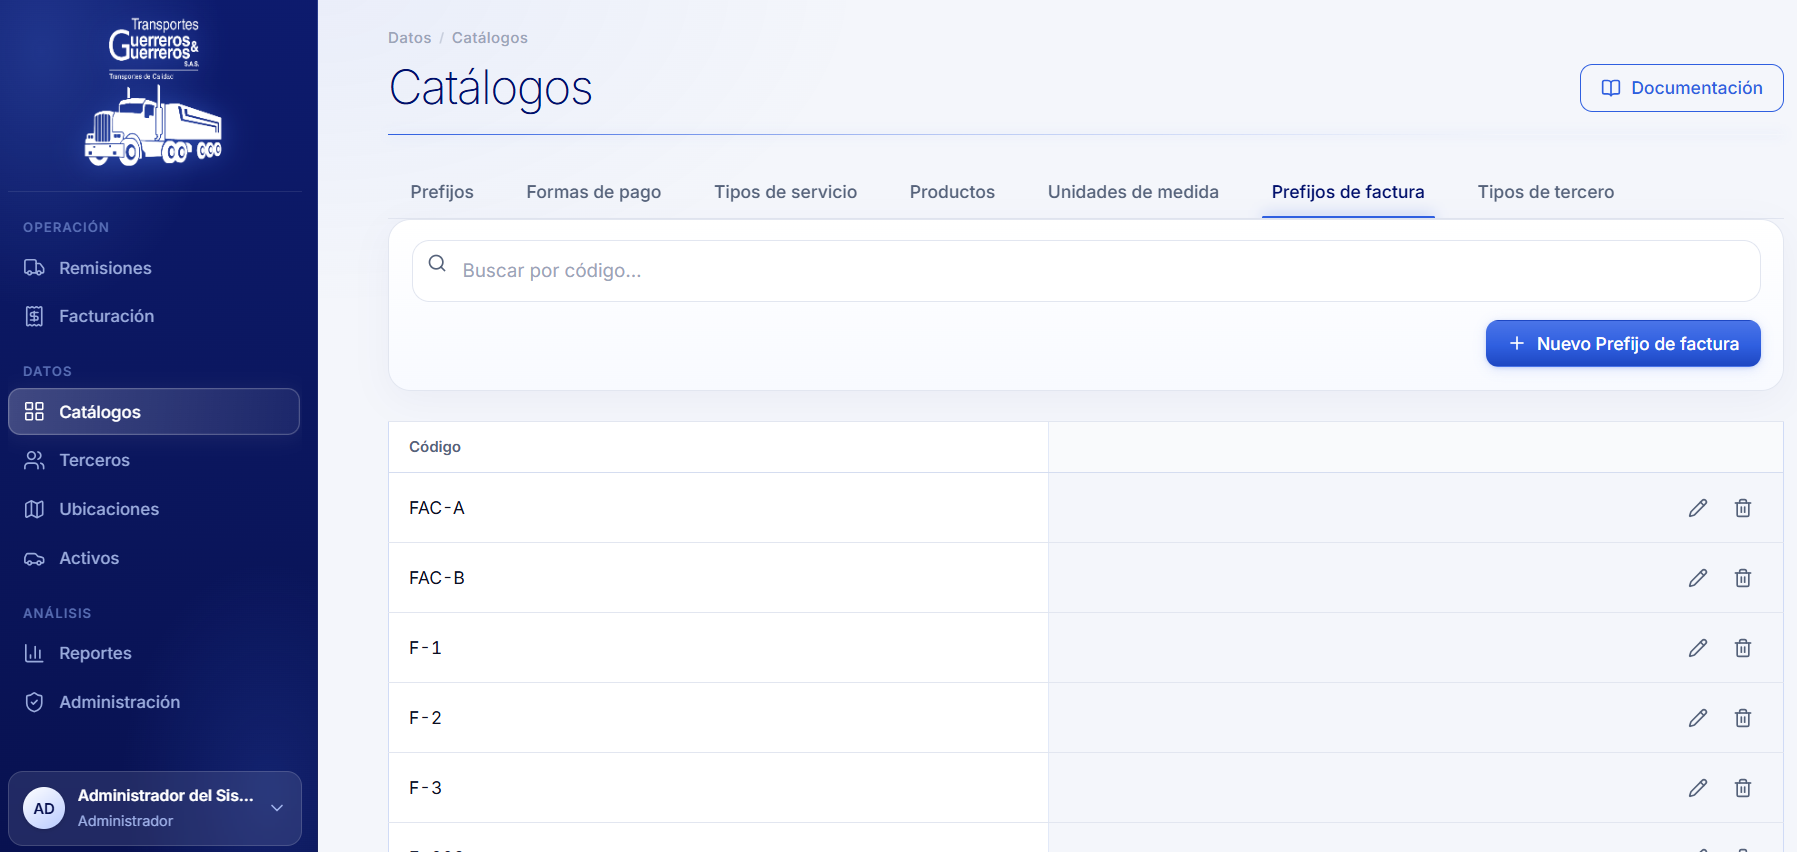 Transportes
Guerreros &
Guerreros
S.A.S.
Transportes de Calidad
OPERACIÓN
Remisiones
Facturación
DATOS
Catálogos
Terceros
Ubicaciones
Activos
ANÁLISIS
Reportes
Administración
AD
Administrador del Sis...
Administrador
Datos / Catálogos
Catálogos
Documentación
Prefijos Formas de pago Tipos de servicio Productos Unidades de medida Prefijos de factura Tipos de tercero
Buscar por código...
Nuevo Prefijo de factura
Código
FAC-A
FAC-B
F-1
F-2
F-3